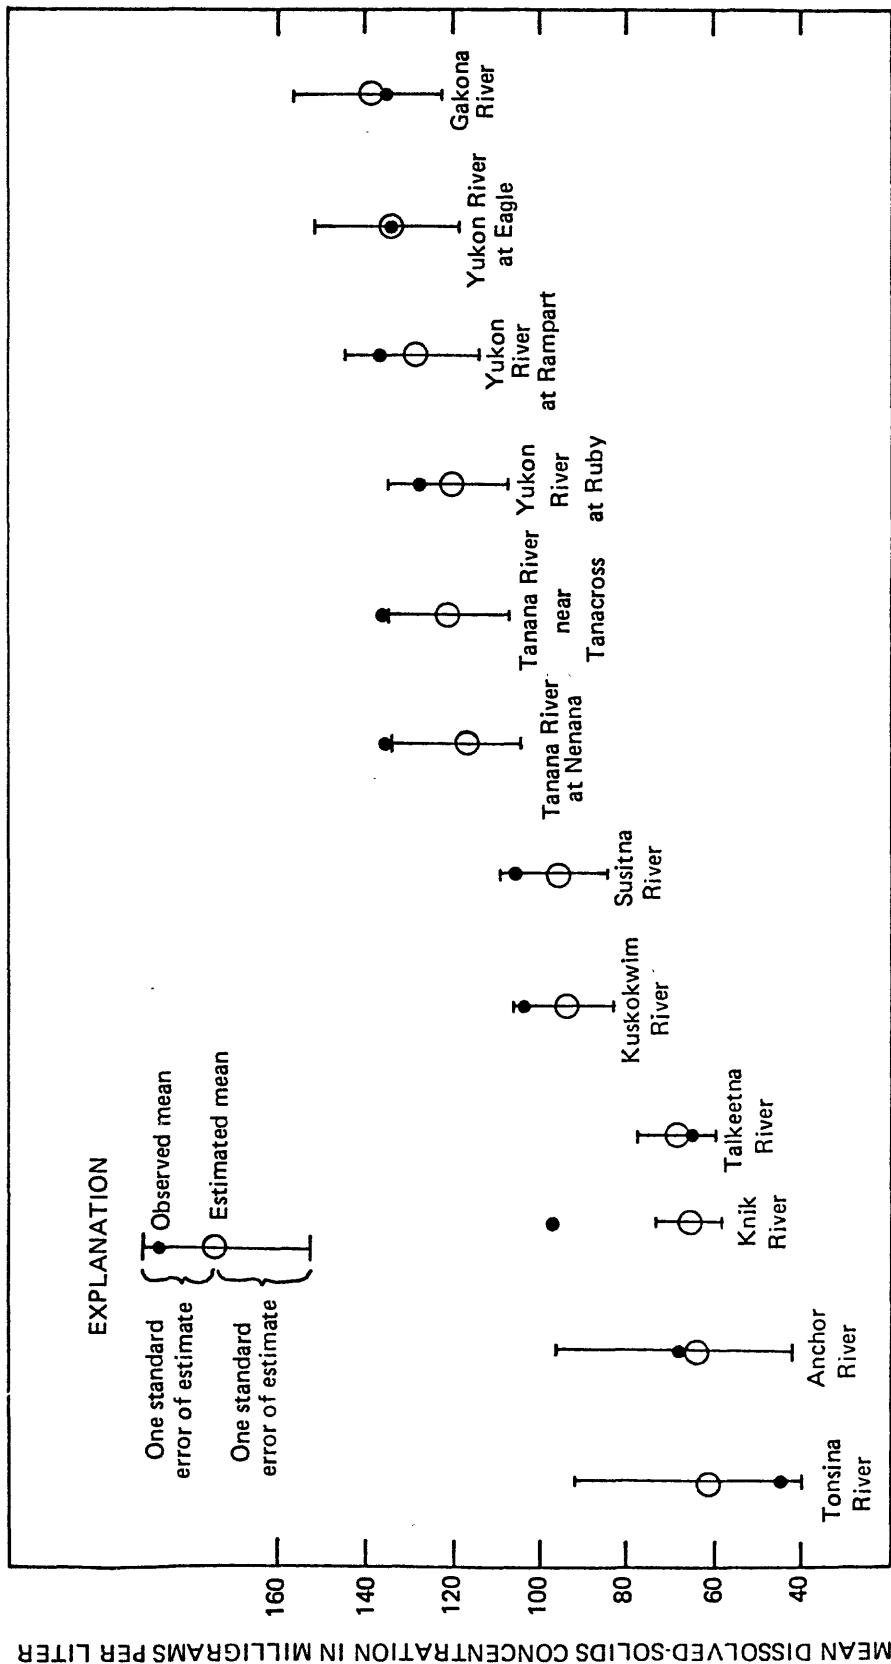 MEAN DISSOLVED-SOLIDS CONCENTRATION IN MILLIGRAMS PER LITER
160
140
120
100
80
60
40
EXPLANATION
One standard
error of estimate
One standard
error of estimate
Observed mean
Estimated mean
Tonsina
River
Anchor
River
Knik
River
Talkeetna
River
Kuskokwim
River
Susitna
River
Tanana River
at Nenana
Tanana River
near
Tanacross
Yukon
River
at Ruby
Yukon
River
at Rampart
Yukon River
at Eagle
Gakona
River